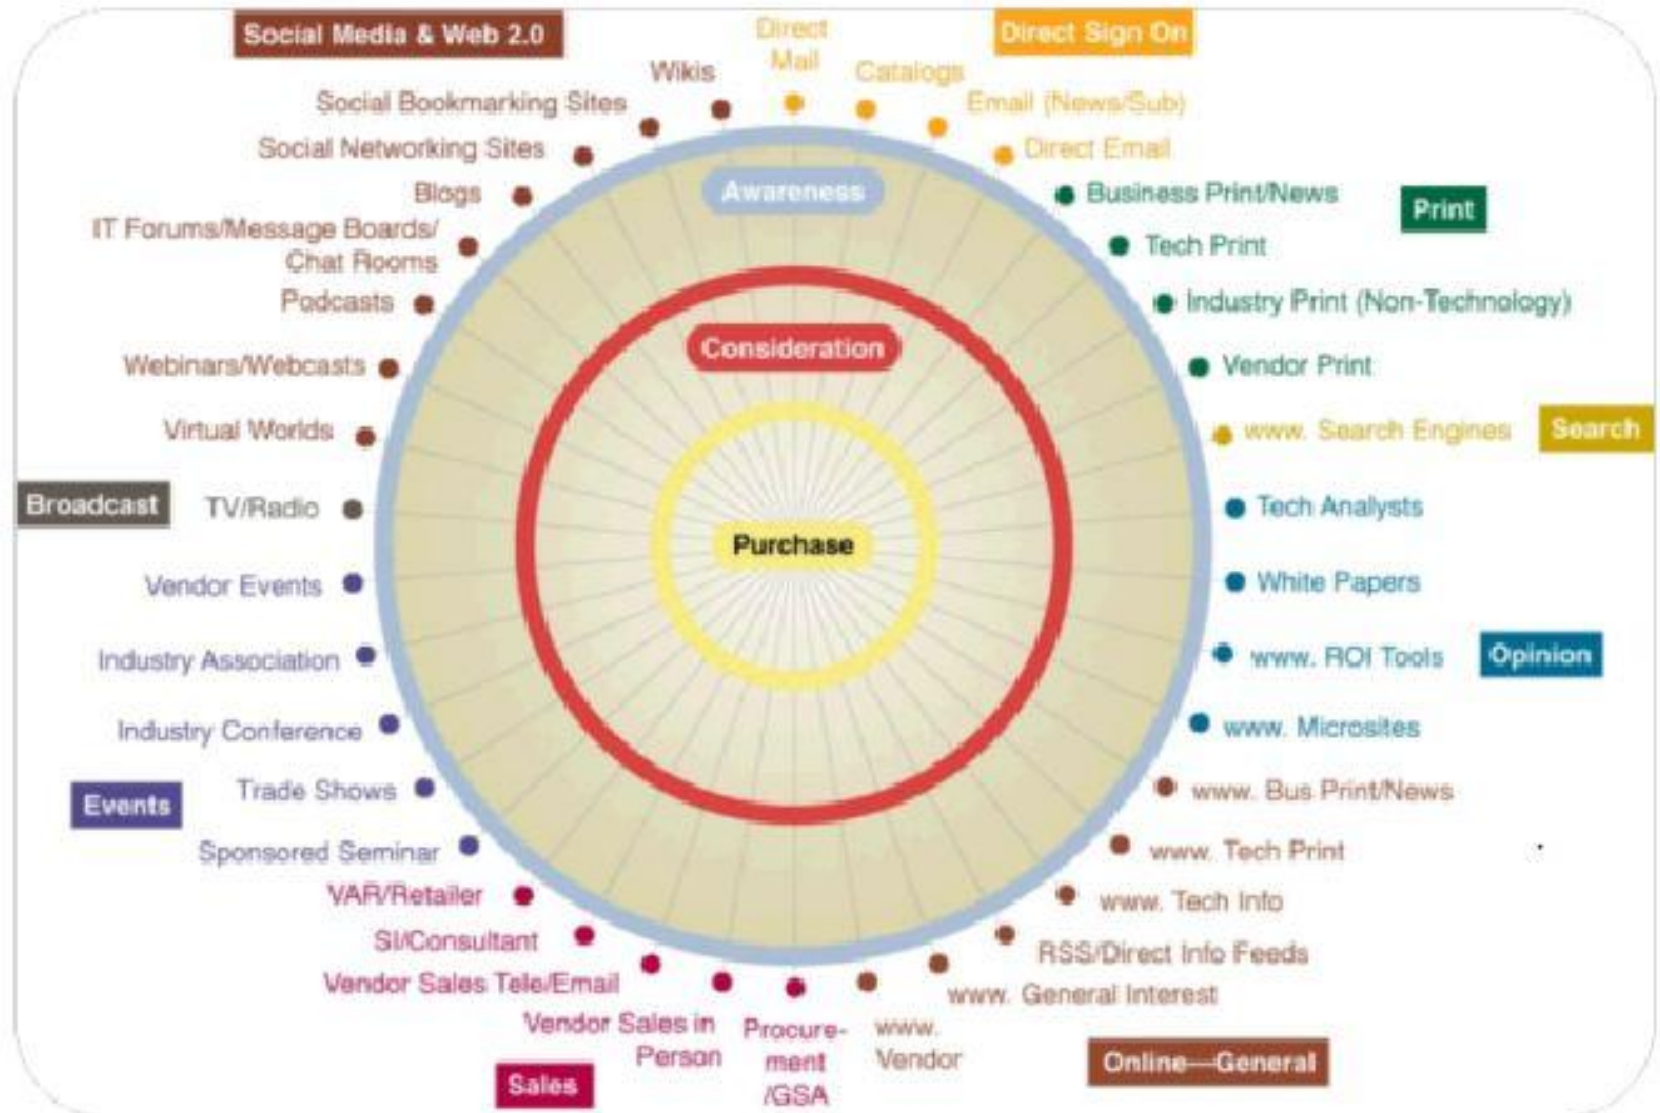 Social Media & Web 2.0
Direct
Mail
Direct Sign On
Wikis
Catalogs
Social Bookmarking Sites
Email (News/Sub)
Social Networking Sites
Direct Email
Blogs
Business Print/News
Print
IT Forums/Message Boards/
Chat Rooms
Tech Print
Podcasts
Industry Print (Non-Technology)
Webinars/Webcasts
Vendor Print
Virtual Worlds
www. Search Engines
Search
Broadcast
TV/Radio
Tech Analysts
Vendor Events
White Papers
Industry Association
www. ROI Tools
Opinion
Industry Conference
www. Microsites
Events
Trade Shows
www. Bus Print/News
Sponsored Seminar
www. Tech Print
VAR/Retailer
www. Tech Info
SI/Consultant
RSS/Direct Info Feeds
Vendor Sales Tele/Email
www. General Interest
Vendor Sales in
Person
Procure-
ment
/GSA
www.
Vendor
Online—General
Sales
Awareness
Consideration
Purchase